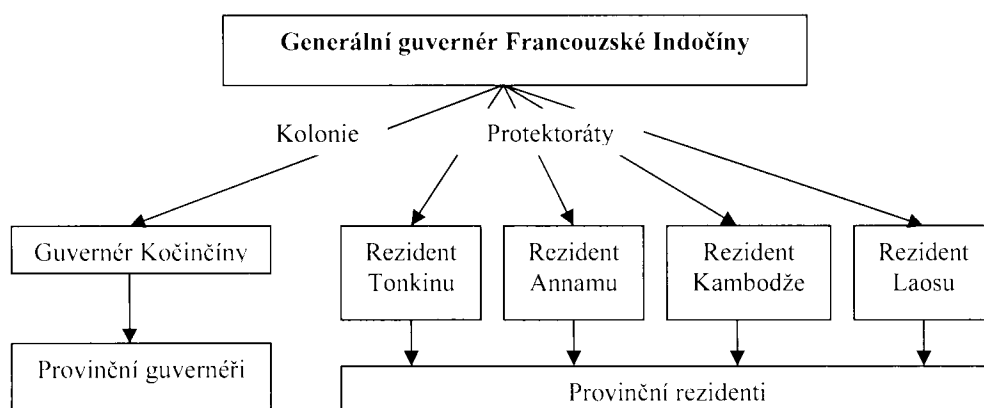 Generální guvernér Francouzské Indočíny
Kolonie
Protektoráty
Guvernér Kočinčíny
Rezident
Tonkinu
Rezident
Annamu
Rezident
Kambodže
Rezident
Laosu
Provinční guvernéři
Provinční rezidenti